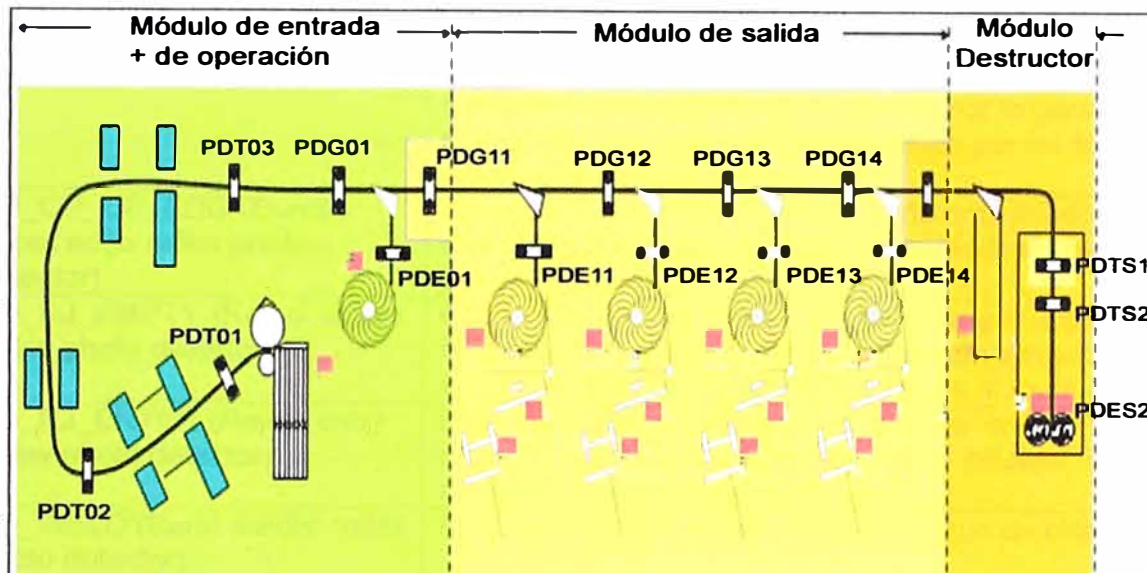 Módulo de entrada
+ de operación
Módulo de salida
Módulo
Destructor
PDT03
PDG01
PDG11
PDG12
PDG13
PDG14
PDE01
PDE11
PDE12
PDE13
PDE14
PDTS1
PDTS2
PDT01
PDES2
PDT02